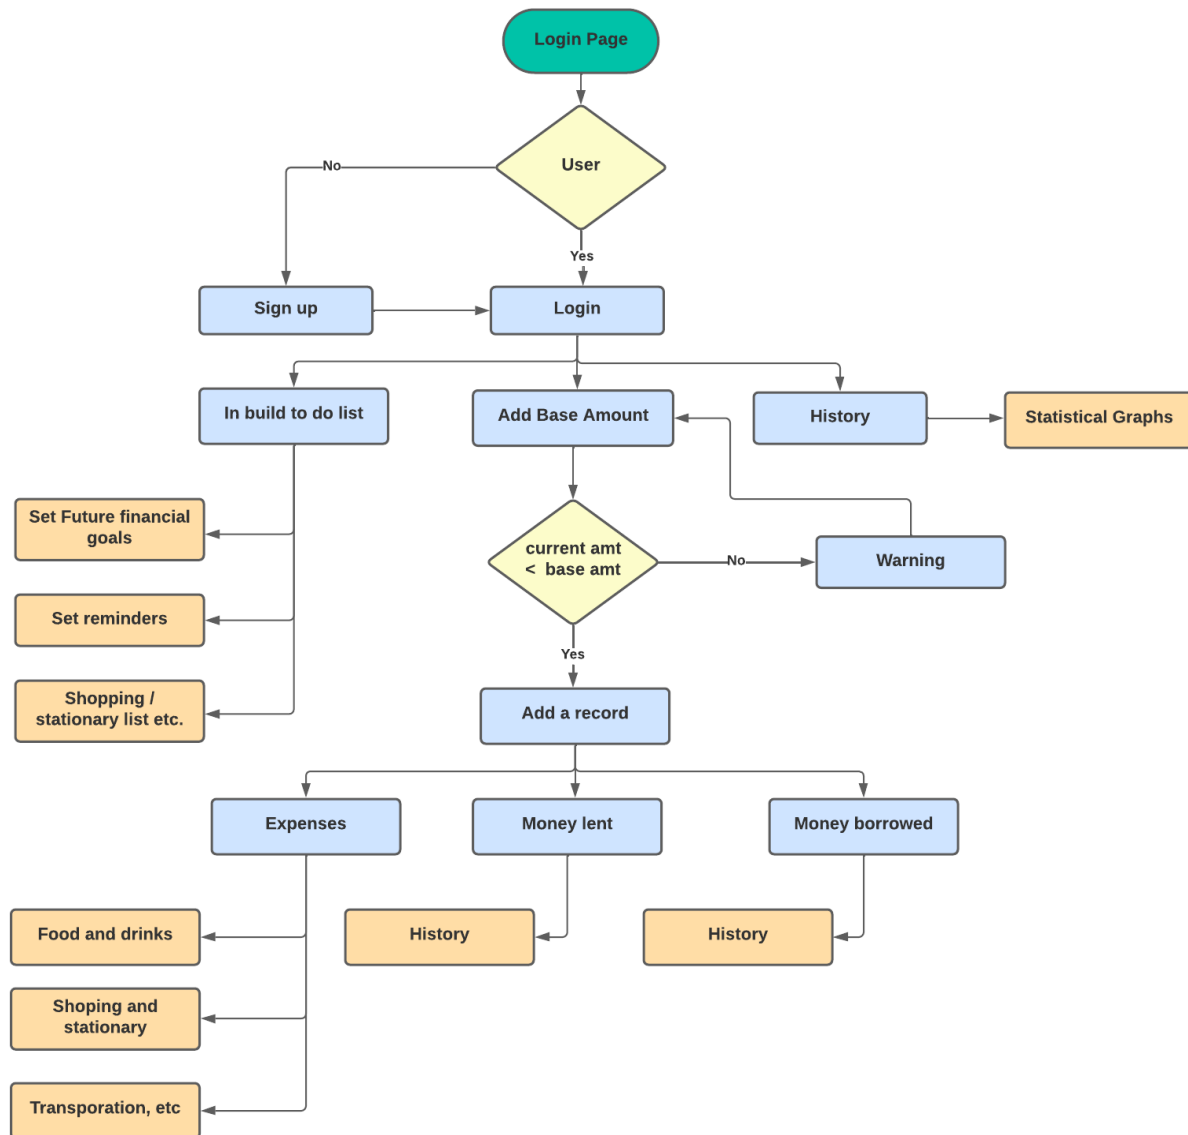 Login Page
User
No
Yes
Sign up
Login
In build to do list
Add Base Amount
History
Statistical Graphs
Set Future financial
goals
current amt
< base amt
No
Warning
Set reminders
Yes
Shopping /
stationary list etc.
Add a record
Expenses
Money lent
Money borrowed
Food and drinks
History
History
Shoping and
stationary
Transporation, etc